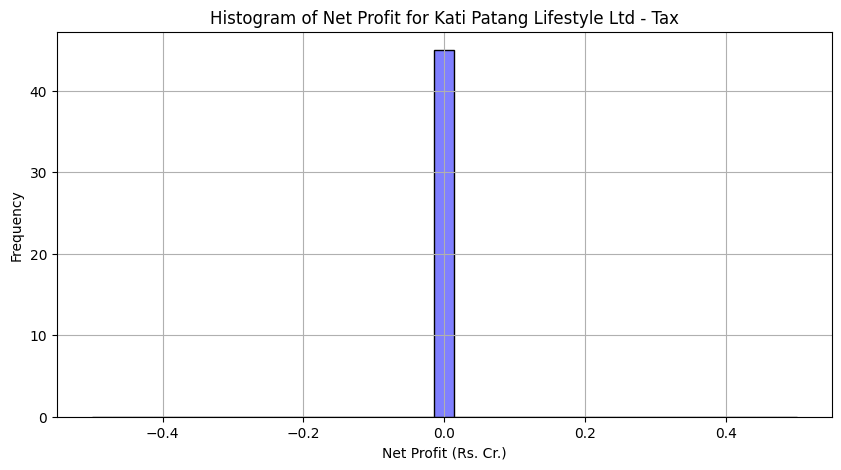 Histogram of Net Profit for Kati Patang Lifestyle Ltd - Tax
Frequency
40
30
20
10
0
−0.4 −0.2 0.0 0.2 0.4
Net Profit (Rs. Cr.)